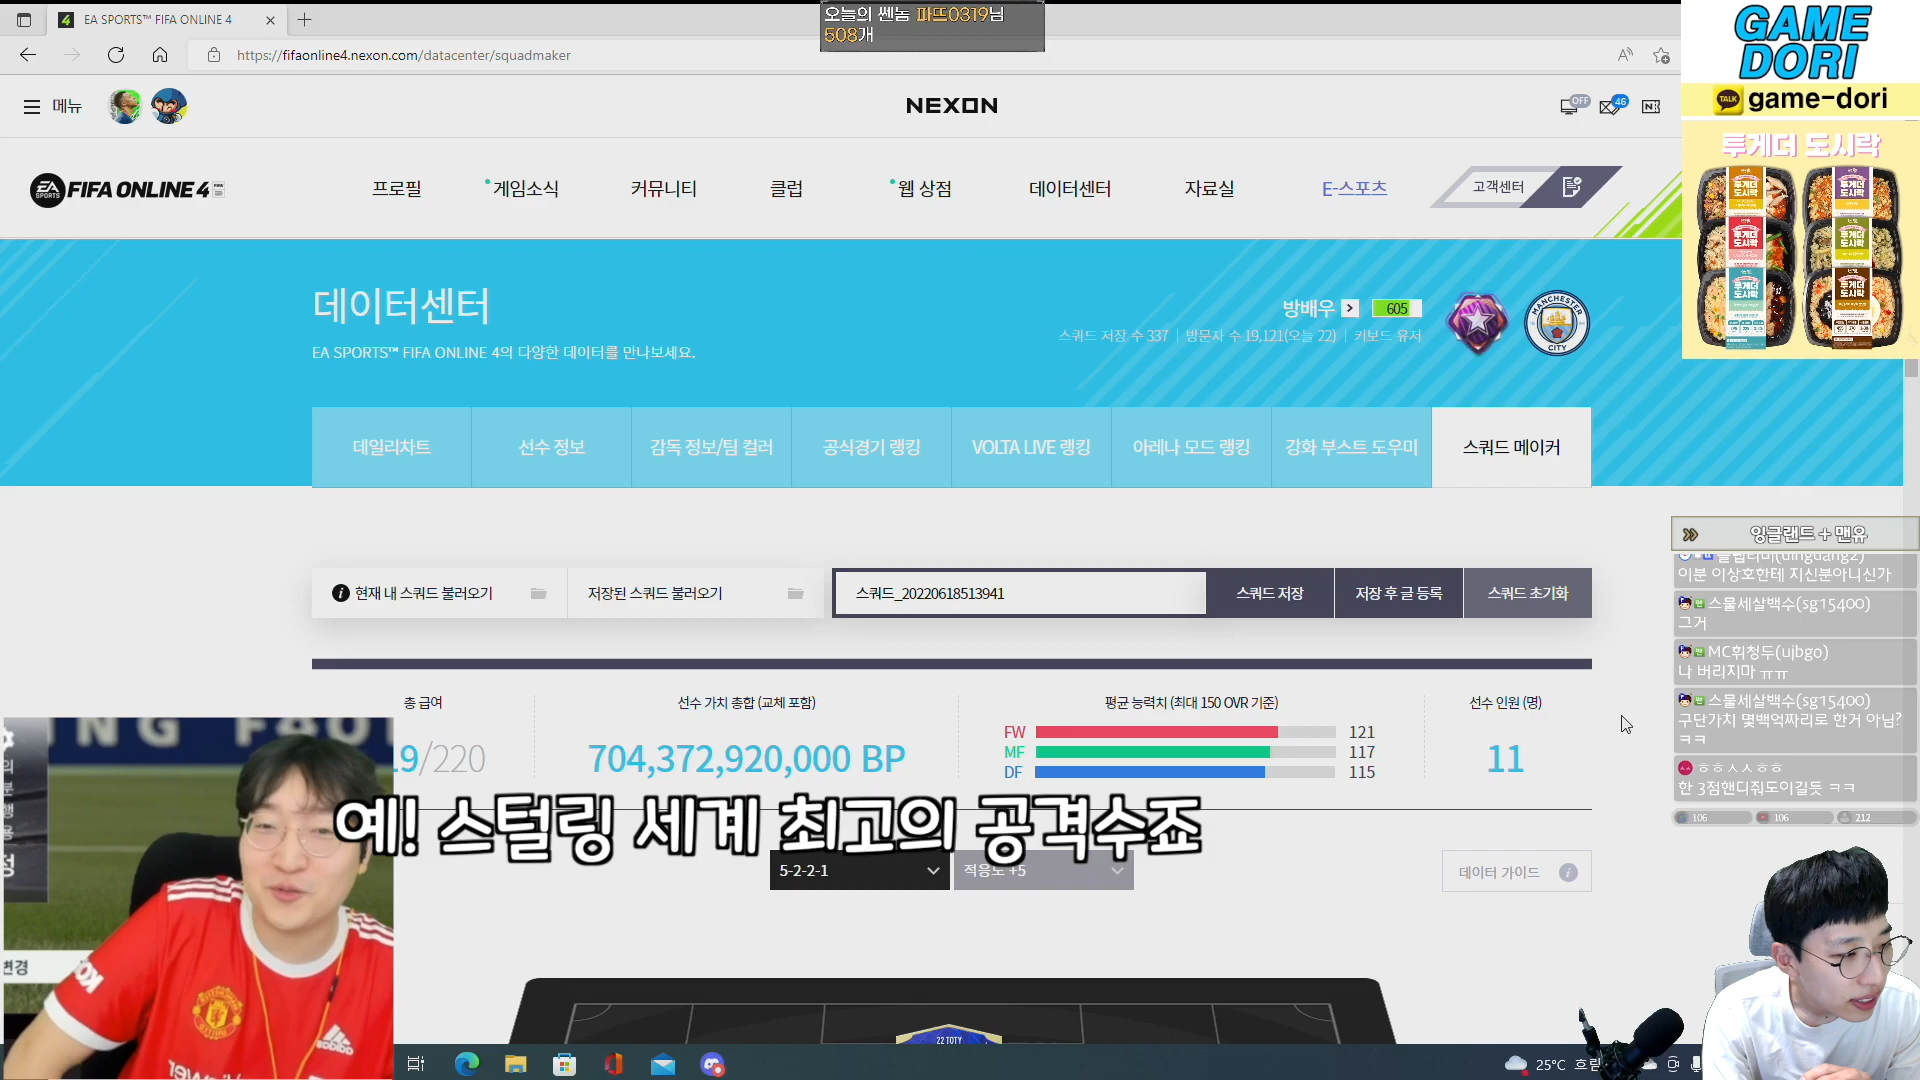 EA SPORTS™ FIFA ONLINE 4
오늘의 쎈놈 파뜨0319님
508개
https://fifaonline4.nexon.com/datacenter/squadmaker
메뉴
NEXON
OFF
46
GAME
DORI
TALK game-dori
투게더 도시락
EA SPORTS FIFA ONLINE 4
프로필
게임소식
커뮤니티
클럽
웹 상점
데이터센터
자료실
E-스포츠
고객센터
데이터센터
EA SPORTS™ FIFA ONLINE 4의 다양한 데이터를 만나보세요.
방배우
605
스쿼드 저장 수 337 | 방문자 수 19,121(오늘 22) | 키보드 유저
MANCHESTER
CITY
데일리차트
선수 정보
감독 정보/팀 컬러
공식경기 랭킹
VOLTA LIVE 랭킹
아레나 모드 랭킹
강화 부스트 도우미
스쿼드 메이커
현재 내 스쿼드 불러오기
저장된 스쿼드 불러오기
스쿼드_20220618513941
스쿼드 저장
저장 후 글 등록
스쿼드 초기화
총 급여
19/220
선수 가치 총합 (교체 포함)
704,372,920,000 BP
평균 능력치 (최대 150 OVR 기준)
FW 121
MF 117
DF 115
선수 인원 (명)
11
예! 스털링 세계 최고의 공격수죠
5-2-2-1
적응도 +5
데이터 가이드
22 TOTY
잉글랜드 + 맨유
이분 이상호한테 지신분아니신가
스물세살백수(sg15400)
그거
MC휘청두(ujbgo)
나 버리지마 ㅠㅠ
스물세살백수(sg15400)
구단가치 몇백억짜리로 한거 아님?
ㅋㅋ
ㅎㅎㅅㅅㅎㅎ
한 3점핸디줘도이길듯 ㅋㅋ
106
106
212
변경
adidas
25°C 흐림